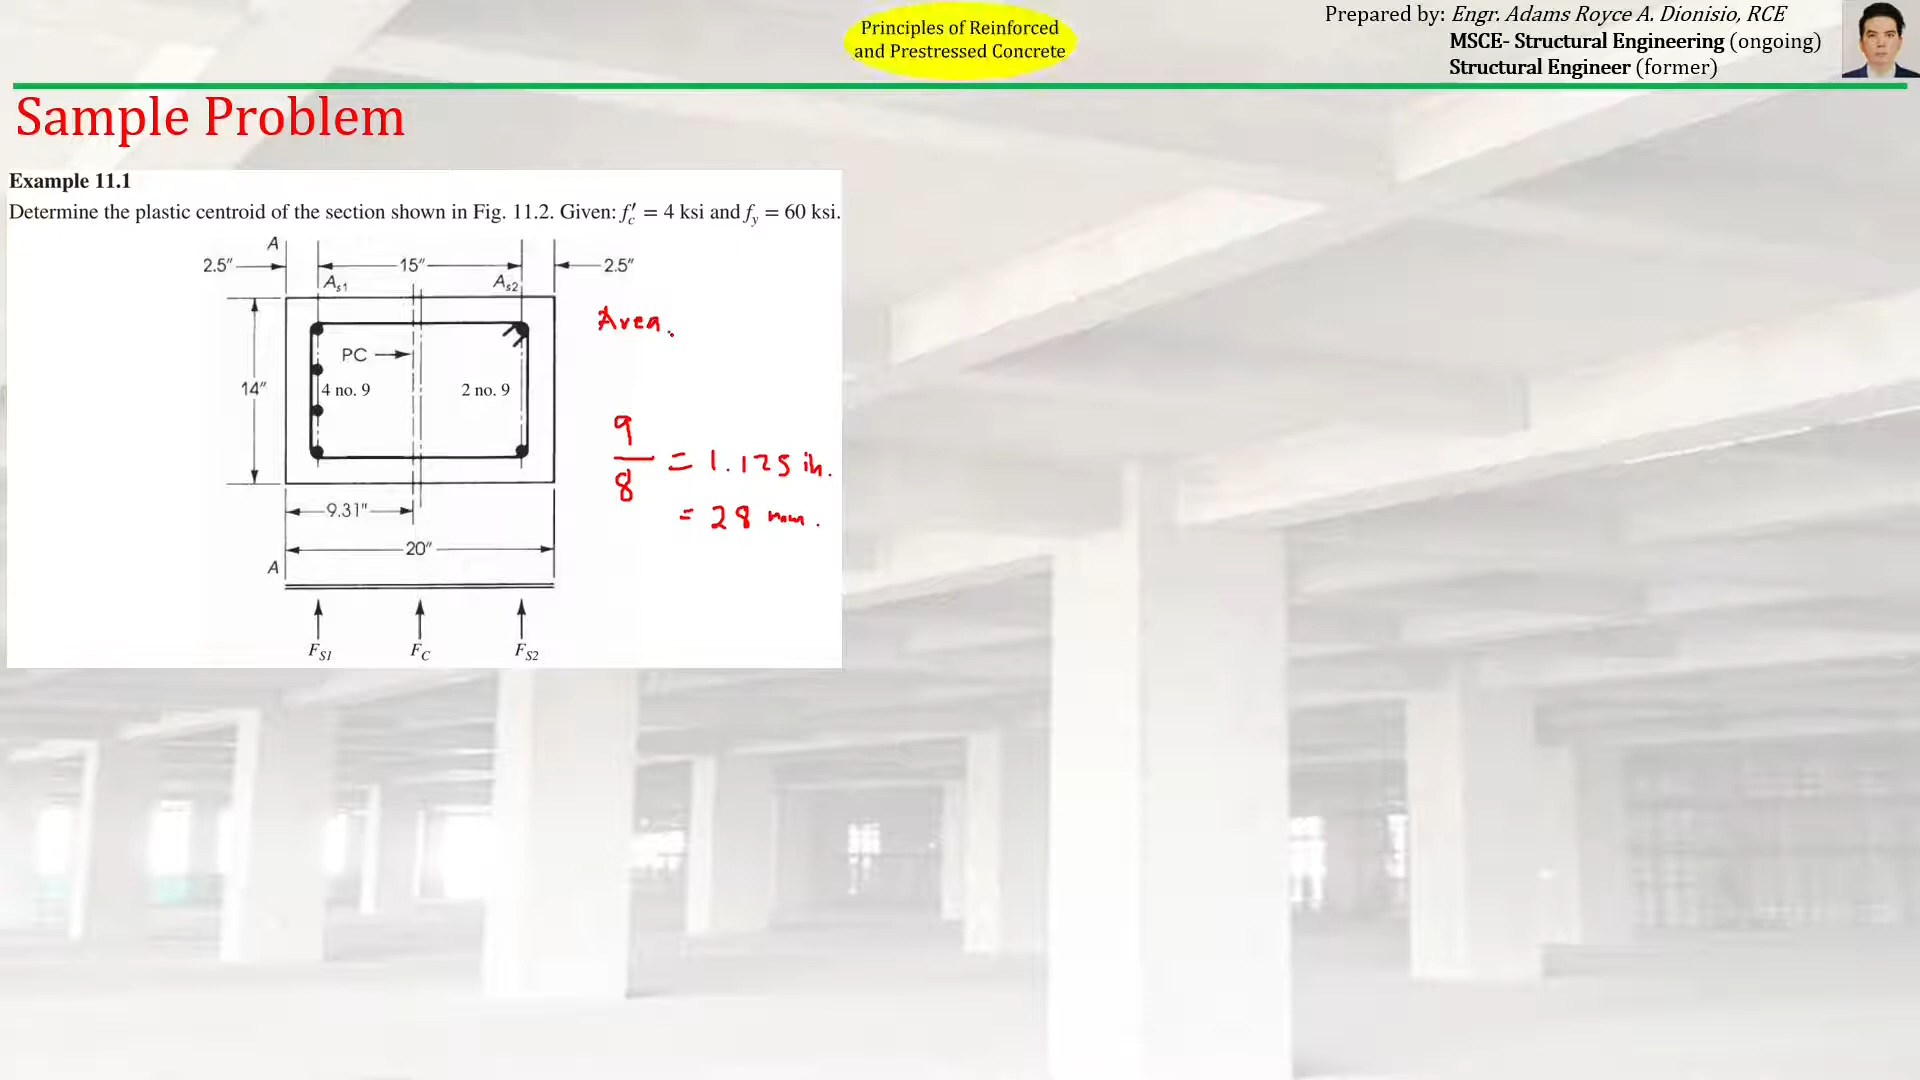 Principles of Reinforced
and Prestressed Concrete
Prepared by: Engr. Adams Royce A. Dionisio, RCE
MSCE- Structural Engineering (ongoing)
Structural Engineer (former)
Sample Problem
Example 11.1
Determine the plastic centroid of the section shown in Fig. 11.2. Given: f′c = 4 ksi and fy = 60 ksi.
A
2.5″ 15″ 2.5″
As1 As2
Area.
PC
14″ 4 no. 9 2 no. 9
9
8
= 1.125 in.
= 28 mm.
9.31"
20″
A
FS1 FC FS2